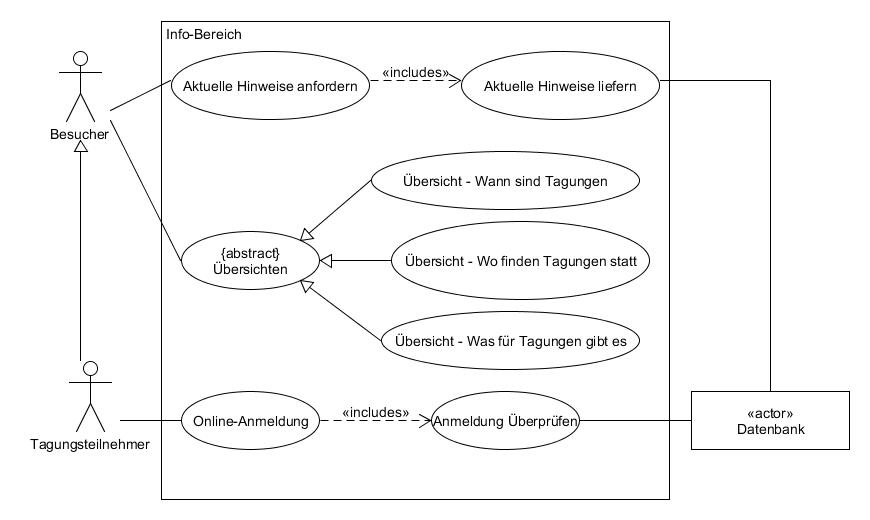 Info-Bereich
Aktuelle Hinweise anfordern
«includes»
Aktuelle Hinweise liefern
Besucher
Übersicht - Wann sind Tagungen
{abstract}
Übersichten
Übersicht - Wo finden Tagungen statt
Übersicht - Was für Tagungen gibt es
Tagungsteilnehmer
Online-Anmeldung
«includes»
Anmeldung Überprüfen
«actor»
Datenbank